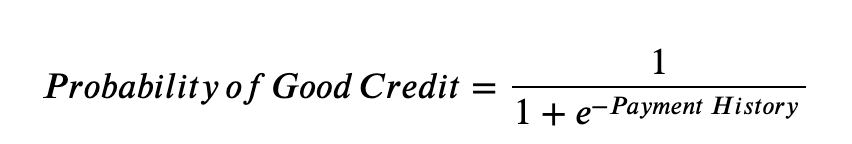 Probability of Good Credit = 1 / (1 + e^{−Payment History})